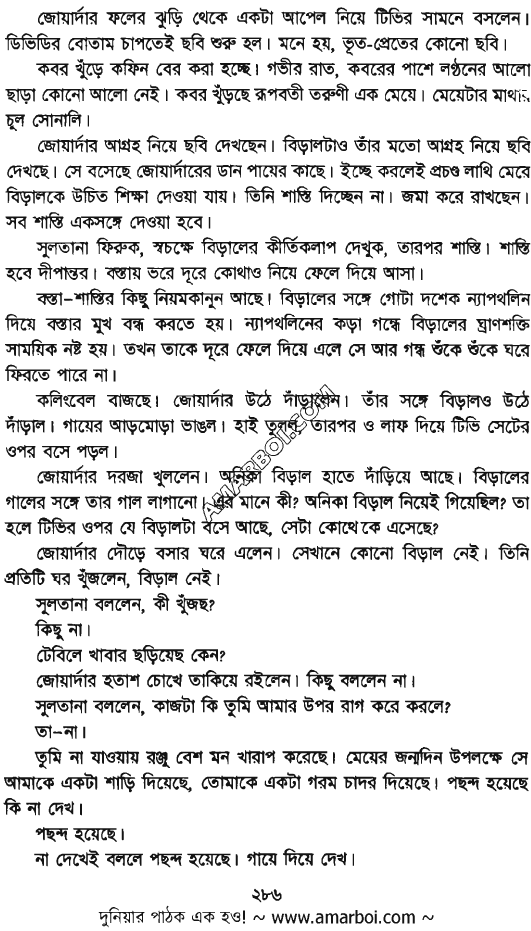 জোয়ার্দার ফলের ঝুড়ি থেকে একটা আপেল নিয়ে টিভির সামনে বসলেন।
ডিভিডির বোতাম চাপতেই ছবি শুরু হল। মনে হয়, ভূত-প্রেতের কোনো ছবি।
কবর খুঁড়ে কফিন বের করা হচ্ছে। গভীর রাত, কবরের পাশে লণ্ঠনের আলো
ছাড়া কোনো আলো নেই। কবর খুঁড়ছে রূপবতী তরুণী এক মেয়ে। মেয়েটার মাথার
চুল সোনালি।
জোয়ার্দার আগ্রহ নিয়ে ছবি দেখছেন। বিড়ালটাও তাঁর মতো আগ্রহ নিয়ে ছবি
দেখছে। সে বসেছে জোয়ার্দারের ডান পায়ের কাছে। ইচ্ছে করলেই প্রচণ্ড লাথি মেরে
বিড়ালকে উচিত শিক্ষা দেওয়া যায়। তিনি শাস্তি দিচ্ছেন না। জমা করে রাখছেন।
সব শাস্তি একসঙ্গে দেওয়া হবে।
সুলতানা ফিরুক, স্বচক্ষে বিড়ালের কীর্তিকলাপ দেখুক, তারপর শাস্তি। শাস্তি
হবে দীপান্তর। বস্তায় ভরে দূরে কোথাও নিয়ে ফেলে দিয়ে আসা।
বস্তা-শাস্তির কিছু নিয়মকানুন আছে। বিড়ালের সঙ্গে গোটা দশেক ন্যাপথলিন
দিয়ে বস্তার মুখ বন্ধ করতে হয়। ন্যাপথলিনের কড়া গন্ধে বিড়ালের ঘ্রাণশক্তি
সাময়িক নষ্ট হয়। তখন তাকে দূরে ফেলে দিয়ে এলে সে আর গন্ধ শুঁকে শুঁকে ঘরে
ফিরতে পারে না।
কলিংবেল বাজছে। জোয়ার্দার উঠে দাঁড়ালেন। তাঁর সঙ্গে বিড়ালও উঠে
দাঁড়াল। গায়ের আড়মোড়া ভাঙল। হাই তুলল, তারপর ও লাফ দিয়ে টিভি সেটের
ওপর বসে পড়ল।
জোয়ার্দার দরজা খুললেন। অনিকা বিড়াল হাতে দাঁড়িয়ে আছে। বিড়ালের
গালের সঙ্গে তার গাল লাগানো। এর মানে কী? অনিকা বিড়াল নিয়েই গিয়েছিল? তা
হলে টিভির ওপর যে বিড়ালটা বসে আছে, সেটা কোথেকে এসেছে?
জোয়ার্দার দৌড়ে বসার ঘরে এলেন। সেখানে কোনো বিড়াল নেই। তিনি
প্রতিটি ঘর খুঁজলেন, বিড়াল নেই।
সুলতানা বললেন, কী খুঁজছ?
কিছু না।
টেবিলে খাবার ছড়িয়েছ কেন?
জোয়ার্দার হতাশ চোখে তাকিয়ে রইলেন। কিছু বললেন না।
সুলতানা বললেন, কাজটা কি তুমি আমার উপর রাগ করে করলে?
তা-না।
তুমি না যাওয়ায় রঞ্জু বেশ মন খারাপ করেছে। মেয়ের জন্মদিন উপলক্ষে সে
আমাকে একটা শাড়ি দিয়েছে, তোমাকে একটা গরম চাদর দিয়েছে। পছন্দ হয়েছে
কি না দেখ।
পছন্দ হয়েছে।
না দেখেই বললে পছন্দ হয়েছে। গায়ে দিয়ে দেখ।
AMARBOI.COM
২৮৬
দুনিয়ার পাঠক এক হও! ~ www.amarboi.com ~